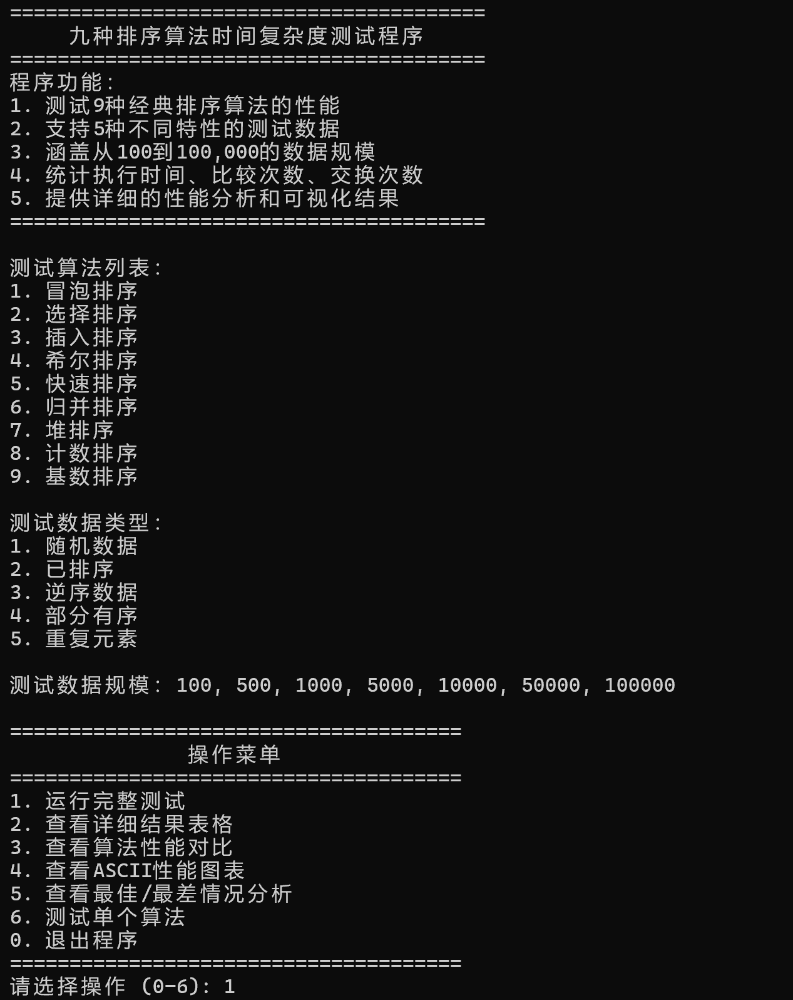 ========================================
九种排序算法时间复杂度测试程序
========================================
程序功能：
1. 测试9种经典排序算法的性能
2. 支持5种不同特性的测试数据
3. 涵盖从100到100,000的数据规模
4. 统计执行时间、比较次数、交换次数
5. 提供详细的性能分析和可视化结果
========================================
测试算法列表：
1. 冒泡排序
2. 选择排序
3. 插入排序
4. 希尔排序
5. 快速排序
6. 归并排序
7. 堆排序
8. 计数排序
9. 基数排序
测试数据类型：
1. 随机数据
2. 已排序
3. 逆序数据
4. 部分有序
5. 重复元素
测试数据规模：100, 500, 1000, 5000, 10000, 50000, 100000
======================================
操作菜单
======================================
1. 运行完整测试
2. 查看详细结果表格
3. 查看算法性能对比
4. 查看ASCII性能图表
5. 查看最佳/最差情况分析
6. 测试单个算法
0. 退出程序
======================================
请选择操作 (0-6): 1